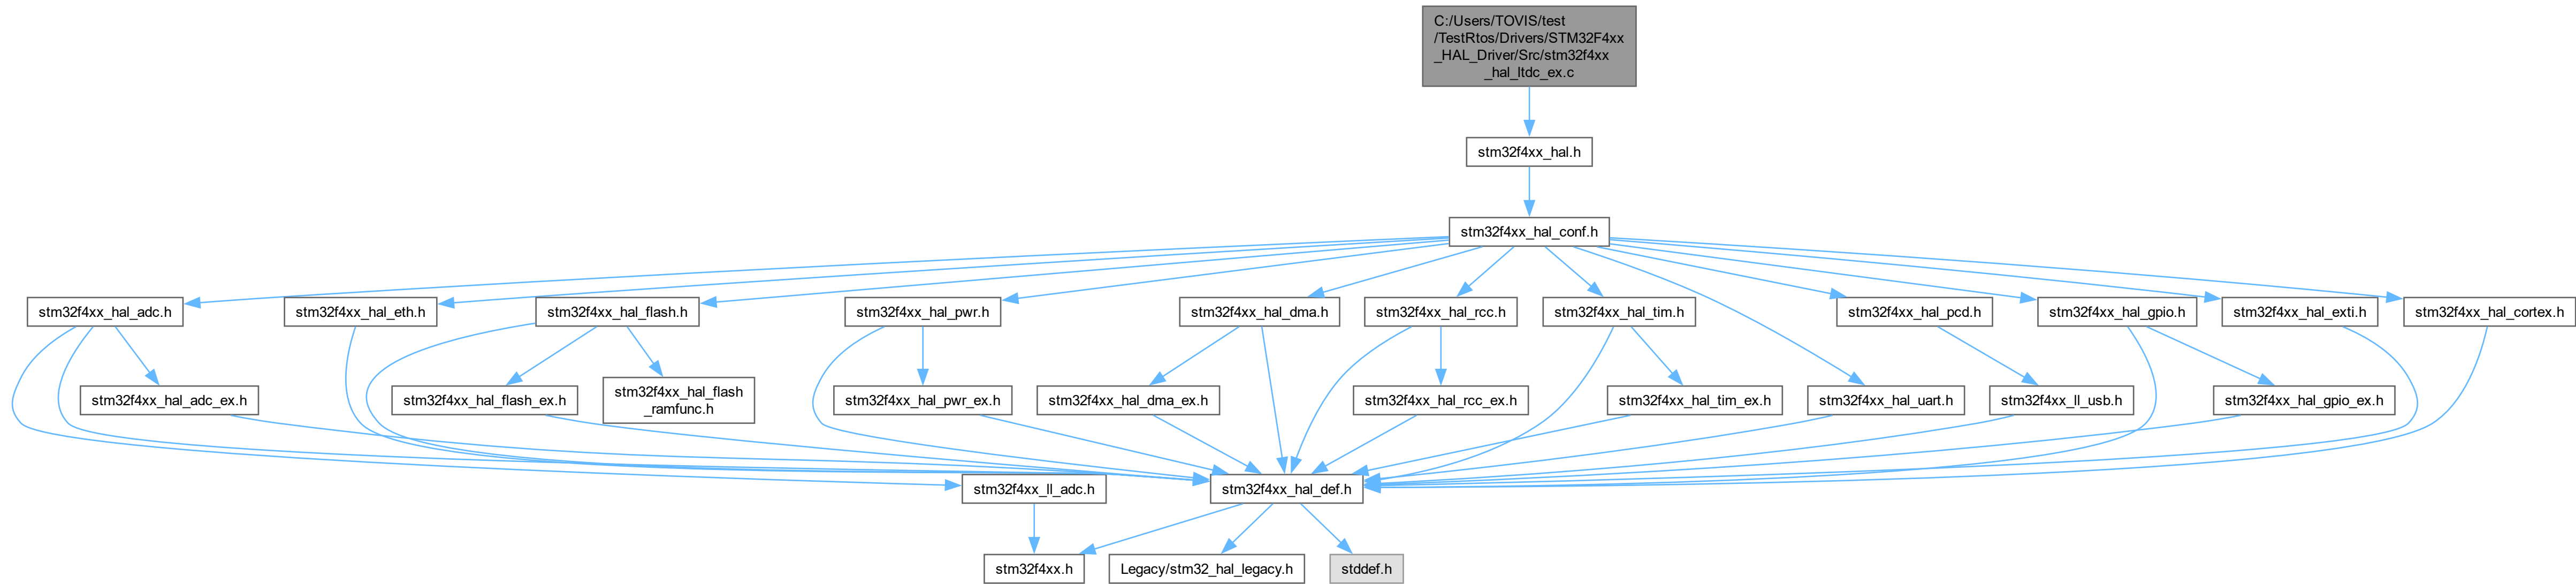 C:/Users/TOVIS/test
/TestRtos/Drivers/STM32F4xx
_HAL_Driver/Src/stm32f4xx
_hal_ltdc_ex.c
stm32f4xx_hal.h
stm32f4xx_hal_conf.h
stm32f4xx_hal_adc.h
stm32f4xx_hal_eth.h
stm32f4xx_hal_flash.h
stm32f4xx_hal_pwr.h
stm32f4xx_hal_dma.h
stm32f4xx_hal_rcc.h
stm32f4xx_hal_tim.h
stm32f4xx_hal_pcd.h
stm32f4xx_hal_gpio.h
stm32f4xx_hal_exti.h
stm32f4xx_hal_cortex.h
stm32f4xx_hal_adc_ex.h
stm32f4xx_hal_flash_ex.h
stm32f4xx_hal_flash
_ramfunc.h
stm32f4xx_hal_pwr_ex.h
stm32f4xx_hal_dma_ex.h
stm32f4xx_hal_rcc_ex.h
stm32f4xx_hal_tim_ex.h
stm32f4xx_hal_uart.h
stm32f4xx_ll_usb.h
stm32f4xx_hal_gpio_ex.h
stm32f4xx_ll_adc.h
stm32f4xx_hal_def.h
stm32f4xx.h
Legacy/stm32_hal_legacy.h
stddef.h